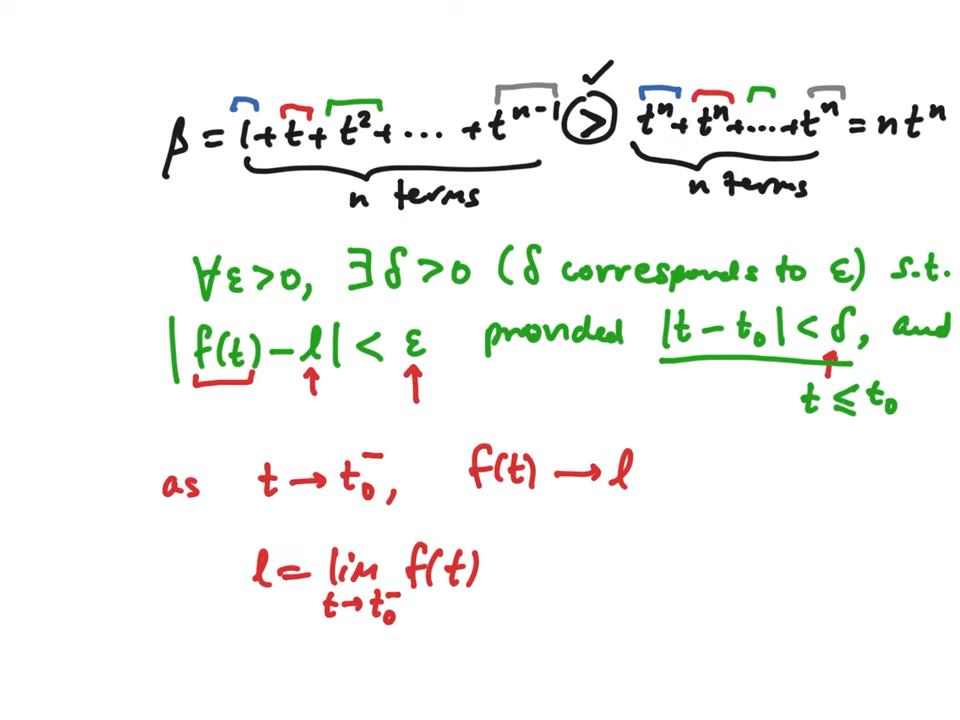 β = 1 + t + t² + ... + tⁿ⁻¹ > tⁿ + tⁿ + ... + tⁿ = n tⁿ
n terms n terms
∀ε>0, ∃δ>0 (δ corresponds to ε) s.t.
|f(t) - l| < ε provided |t - t₀| < δ, and
t ⩽ t₀
as t → t₀⁻, f(t) → l
l = lim f(t)
t → t₀⁻